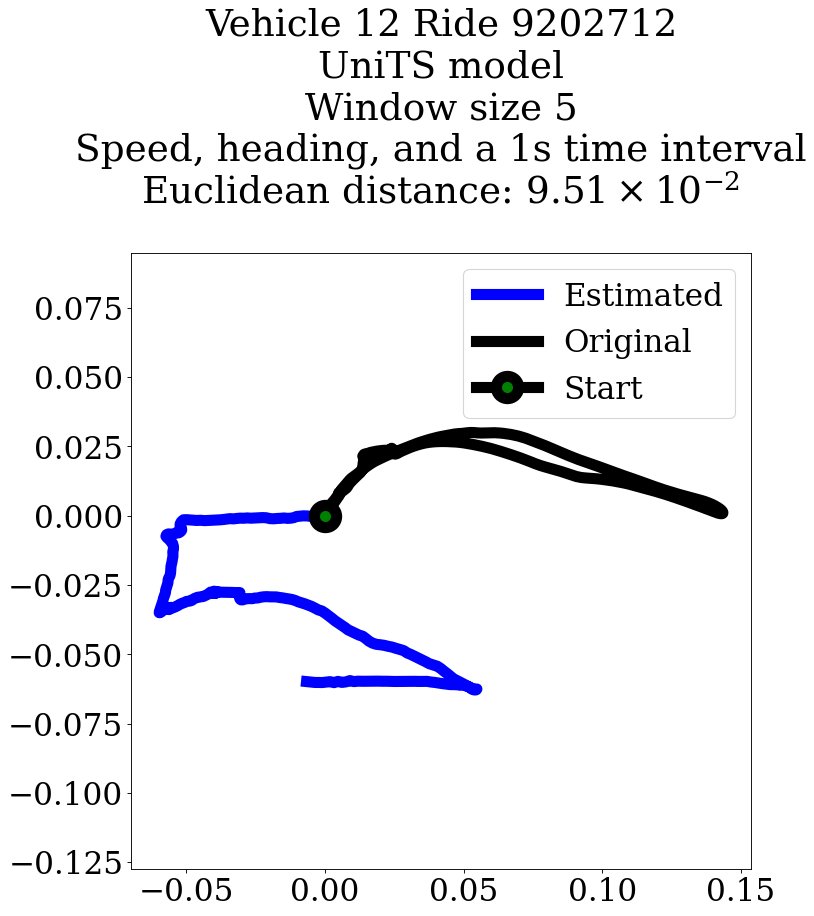 Vehicle 12 Ride 9202712
UniTS model
Window size 5
Speed, heading, and a 1s time interval
Euclidean distance: 9.51 × 10⁻²
Estimated
Original
Start
0.075
0.050
0.025
0.000
−0.025
−0.050
−0.075
−0.100
−0.125
−0.05 0.00 0.05 0.10 0.15